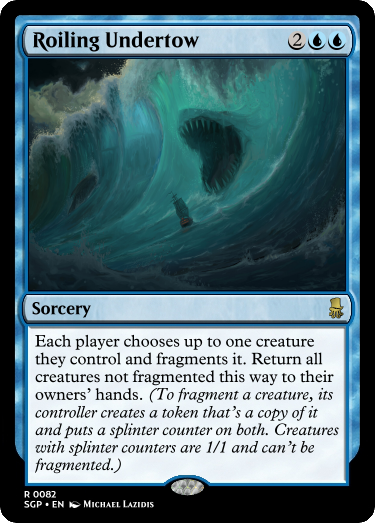 Roiling Undertow 2
Sorcery
Each player chooses up to one creature
they control and fragments it. Return all
creatures not fragmented this way to their
owners' hands. (To fragment a creature, its
controller creates a token that's a copy of it
and puts a splinter counter on both. Creatures
with splinter counters are 1/1 and can't be
fragmented.)
R 0082
SGP • EN Michael Lazidis